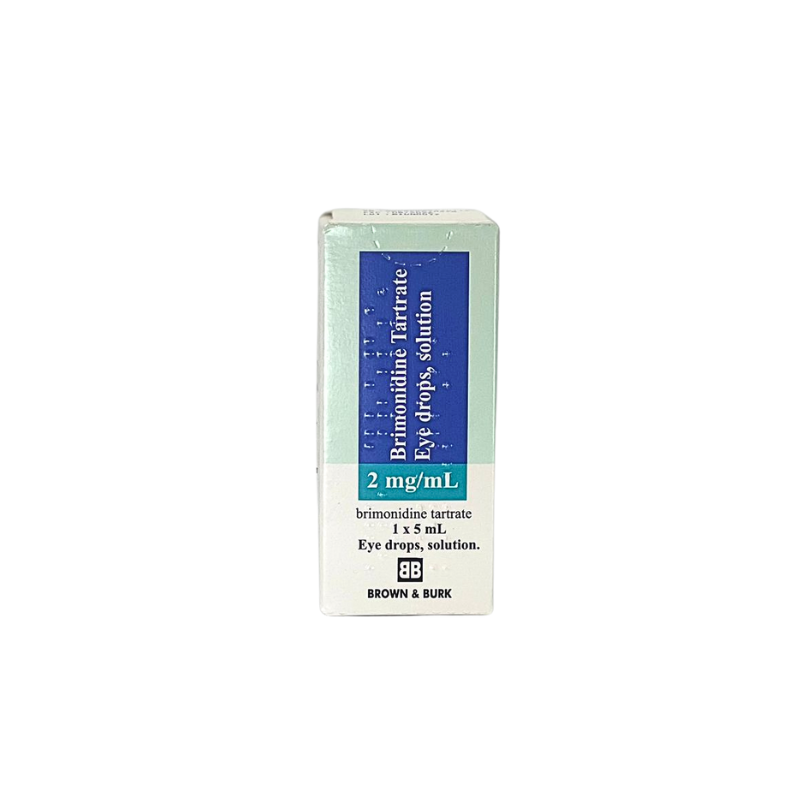 Brimonidine Tartrate
Eye drops, solution
2 mg/mL
brimonidine tartrate
1 x 5 mL
Eye drops, solution.
BB
BROWN & BURK